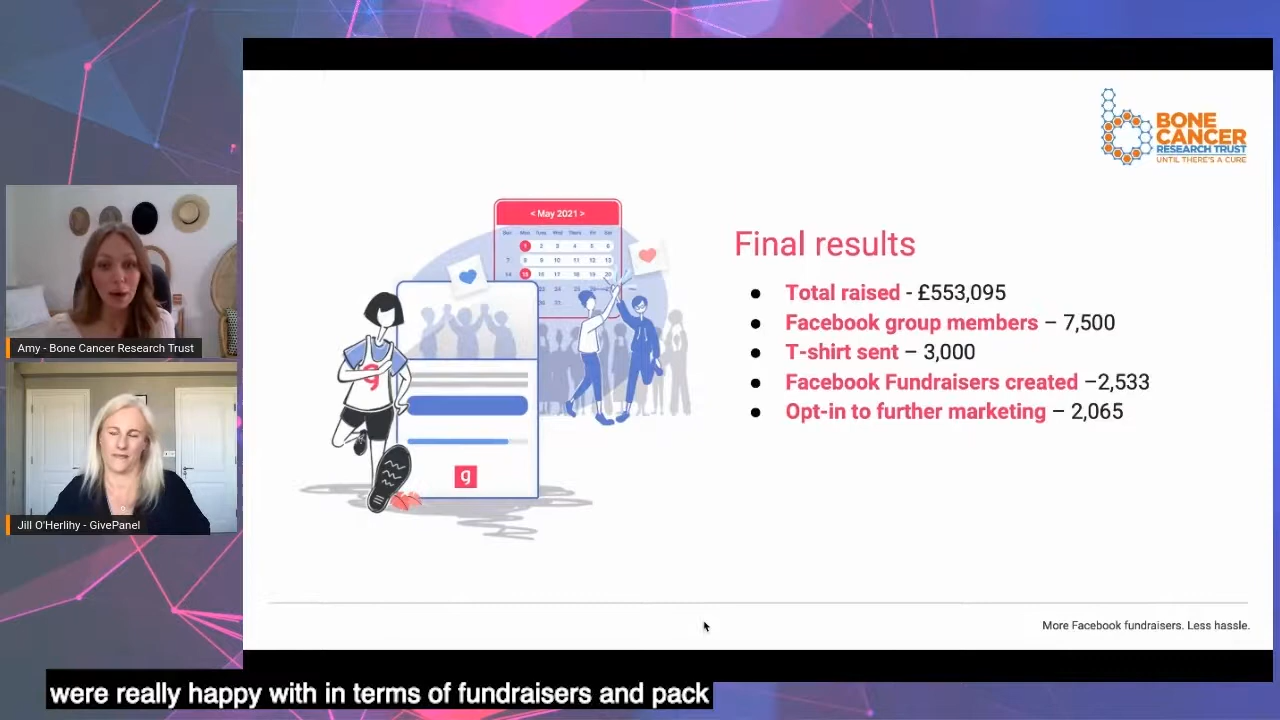 BONE
CANCER
RESEARCH TRUST
UNTIL THERE'S A CURE
< May 2021 >
Final results
● Total raised - £553,095
● Facebook group members – 7,500
● T-shirt sent – 3,000
● Facebook Fundraisers created –2,533
● Opt-in to further marketing – 2,065
g
g
Amy - Bone Cancer Research Trust
Jill O'Herlihy - GivePanel
More Facebook fundraisers. Less hassle.
were really happy with in terms of fundraisers and pack